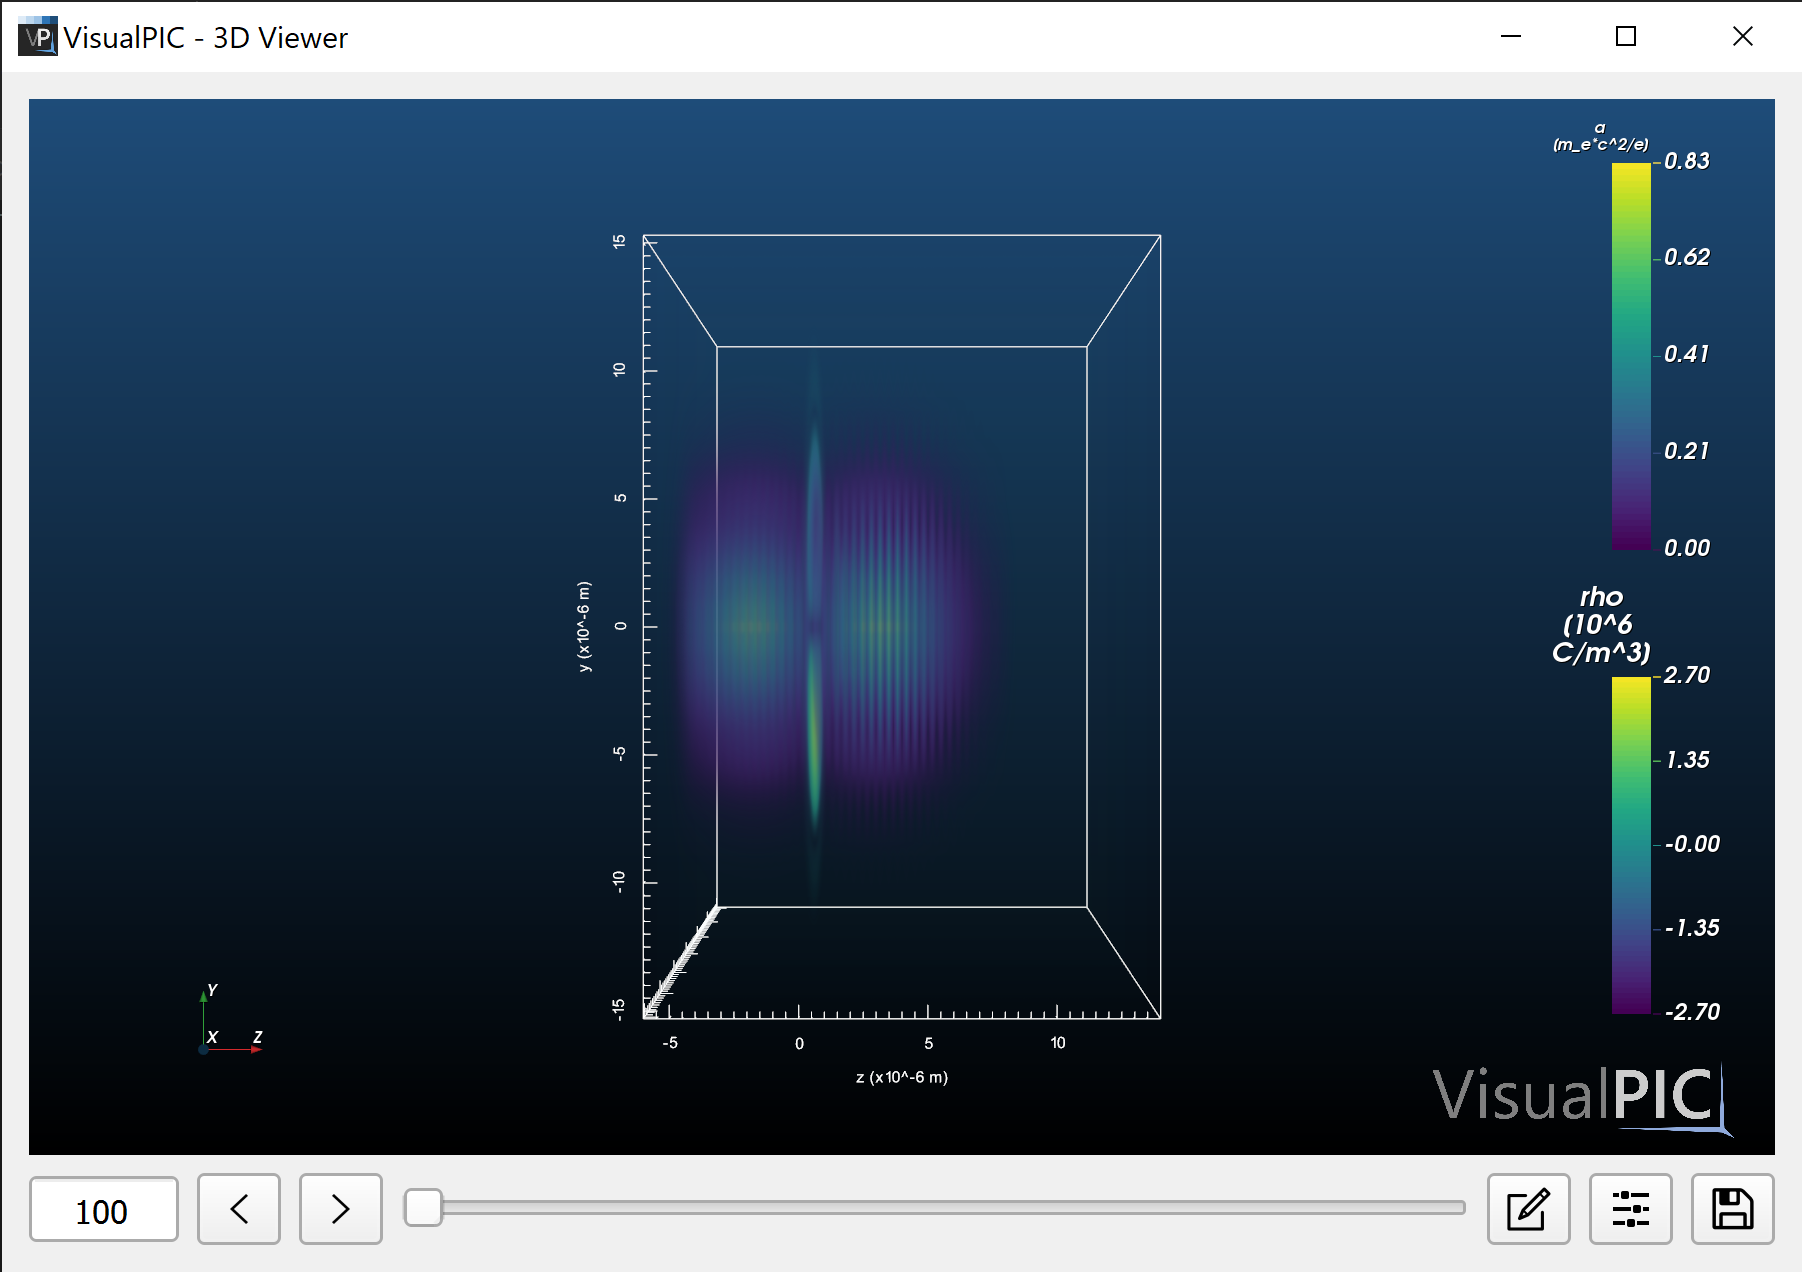 VP VisualPIC - 3D Viewer
a
(m_e*c^2/e)
0.83
0.62
0.41
0.21
0.00
rho
(10^6
C/m^3)
2.70
1.35
-0.00
-1.35
-2.70
15
10
5
0
-5
-10
-15
y (x10^-6 m)
-5
0
5
10
z (x10^-6 m)
Y
X
Z
VisualPIC
100